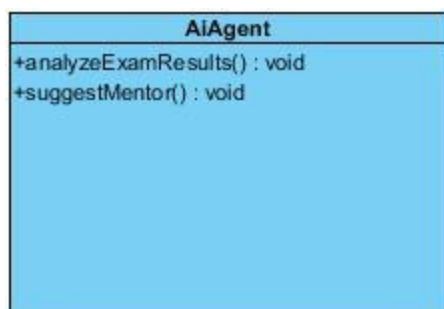 AiAgent
+analyzeExamResults() : void
+suggestMentor() : void